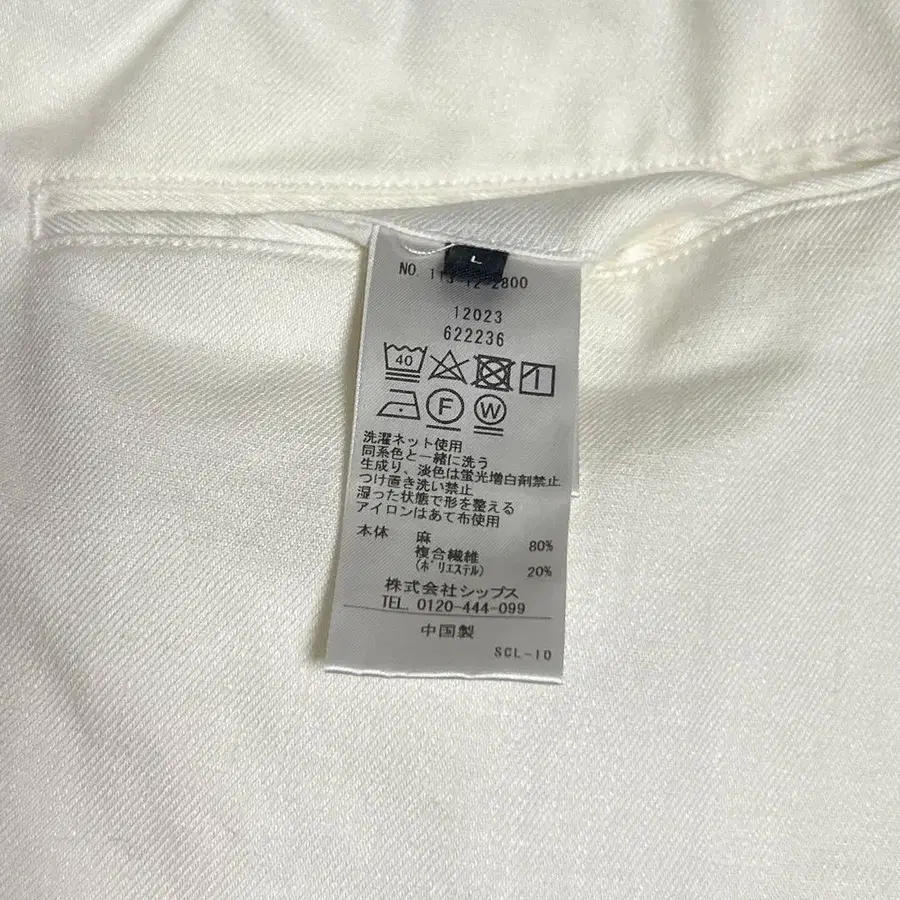 L
NO. 113-12-2800
12023
622236
40
F W
洗濯ネット使用
同系色と一緒に洗う
生成り、淡色は蛍光増白剤禁止
つけ置き洗い禁止
湿った状態で形を整える
アイロンはあて布使用
本体 麻 80%
複合繊維
(ポリエステル) 20%
株式会社シップス
TEL. 0120-444-099
中国製
SCL-10